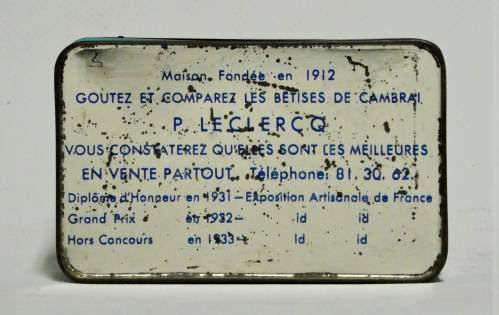 Maison Fondée en 1912
GOUTEZ ET COMPAREZ LES BÊTISES DE CAMBRAI
P. LECLERCQ
VOUS CONSTATEREZ QU'ELLES SONT LES MEILLEURES
EN VENTE PARTOUT. Téléphone: 81. 30. 62.
Diplôme d'Honneur en 1931 - Exposition Artisanale de France
Grand Prix en 1932 - id id
Hors Concours en 1933 - id id